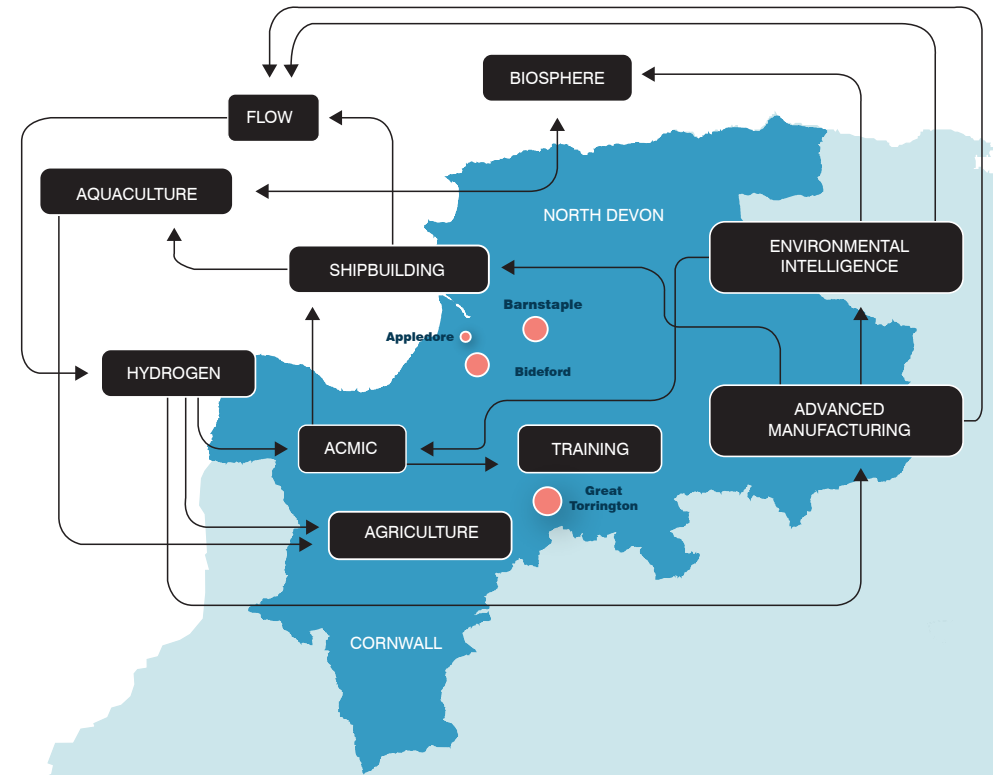 BIOSPHERE
FLOW
AQUACULTURE
NORTH DEVON
ENVIRONMENTAL
INTELLIGENCE
SHIPBUILDING
Barnstaple
Appledore
Bideford
HYDROGEN
ADVANCED
MANUFACTURING
ACMIC
TRAINING
Great
Torrington
AGRICULTURE
CORNWALL